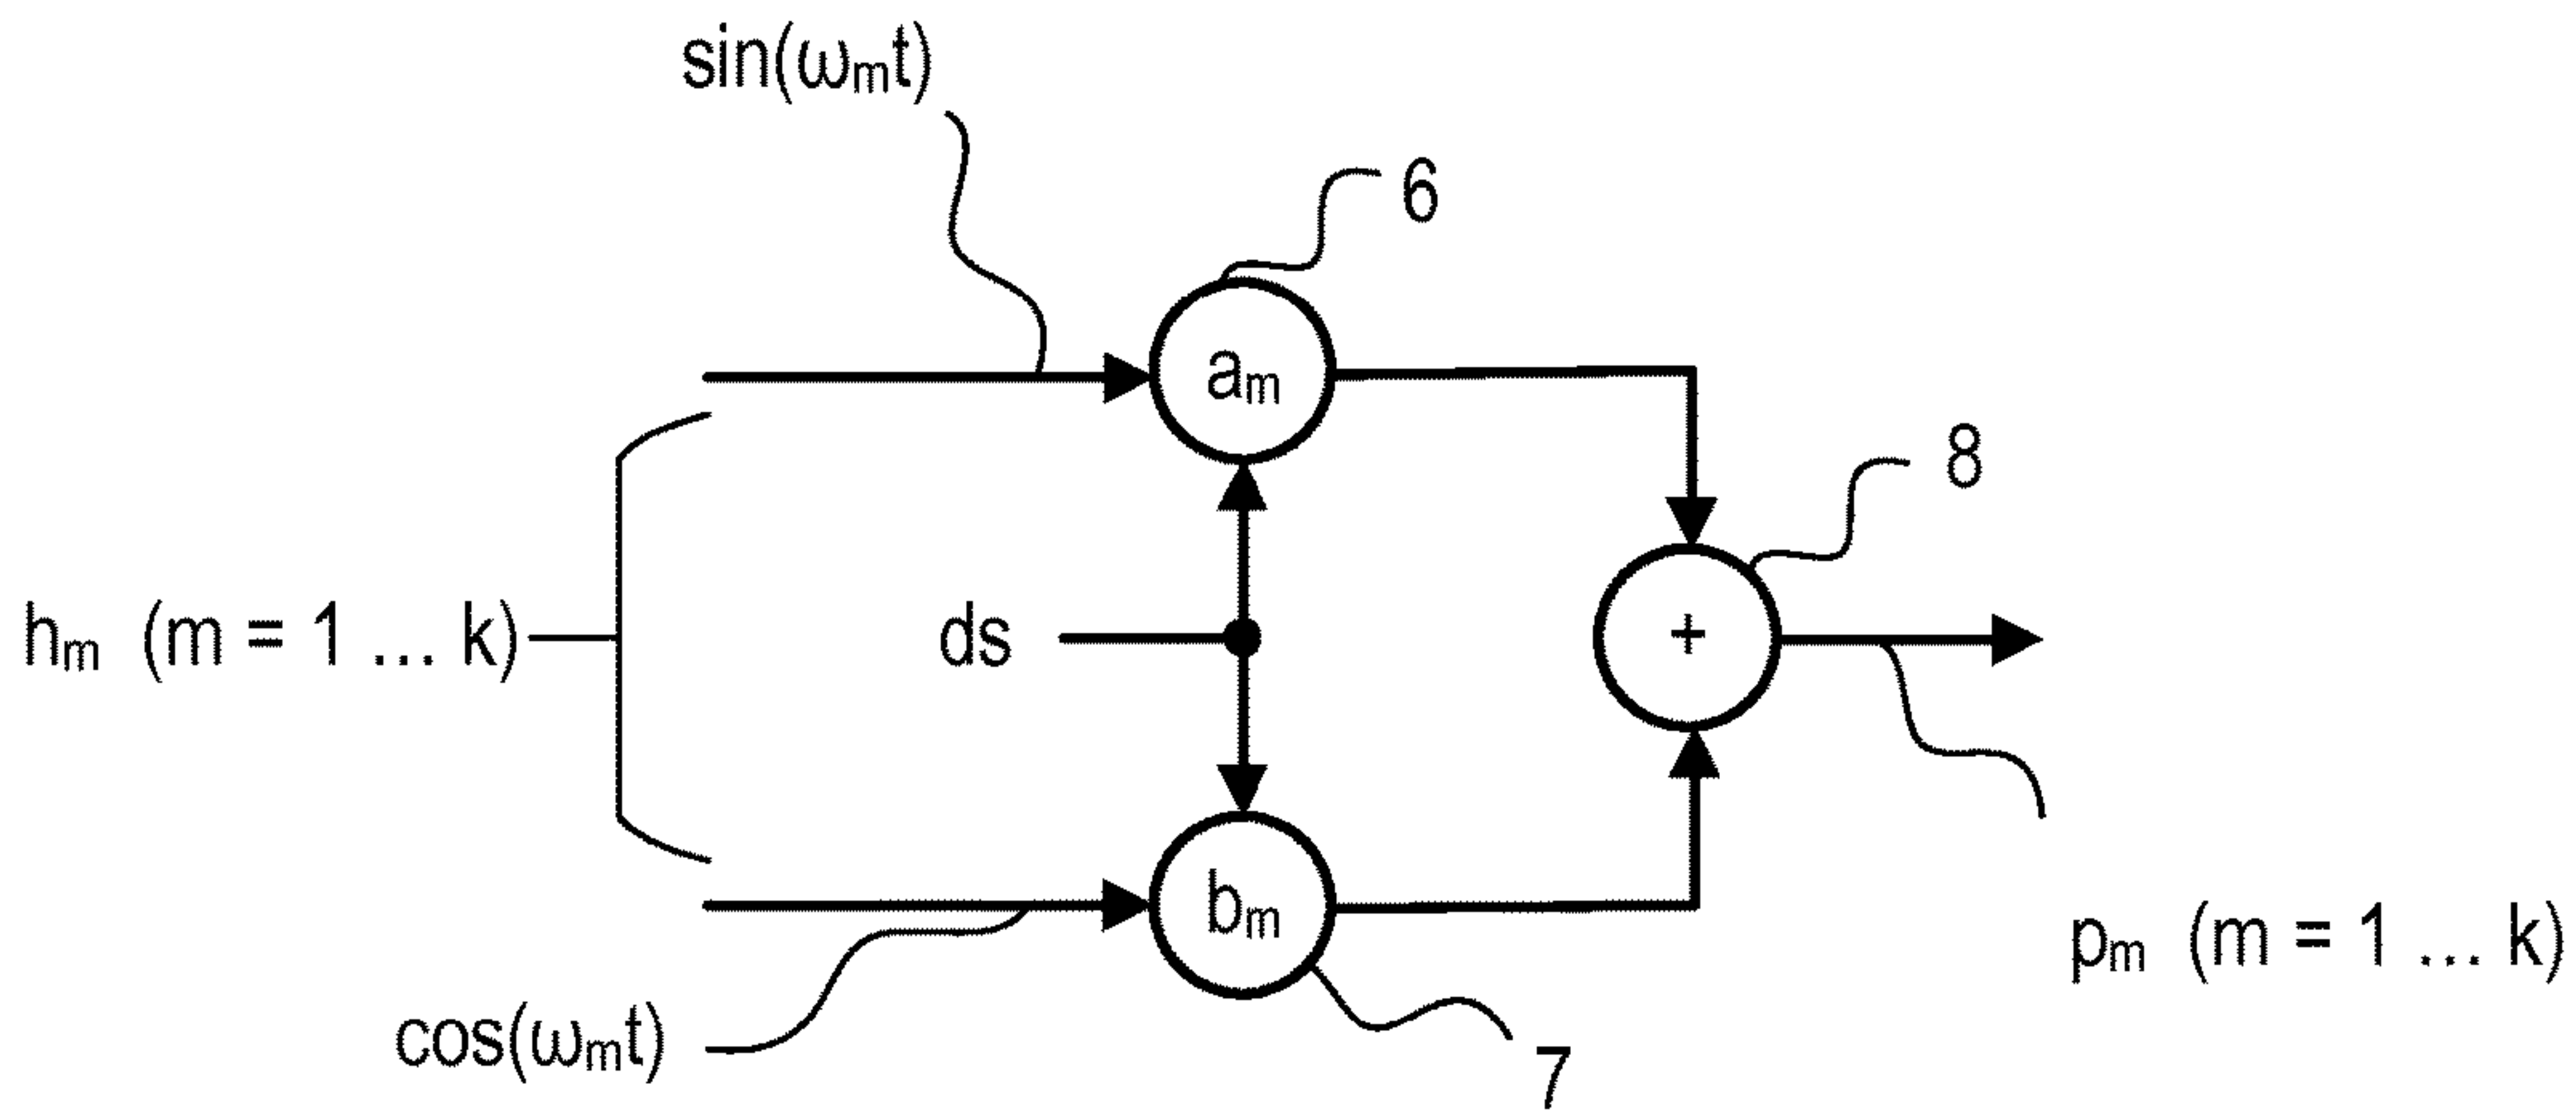 sin(ωₘt)
6
aₘ
8
hₘ (m = 1 ... k)
ds
+
bₘ
pₘ (m = 1 ... k)
cos(ωₘt)
7